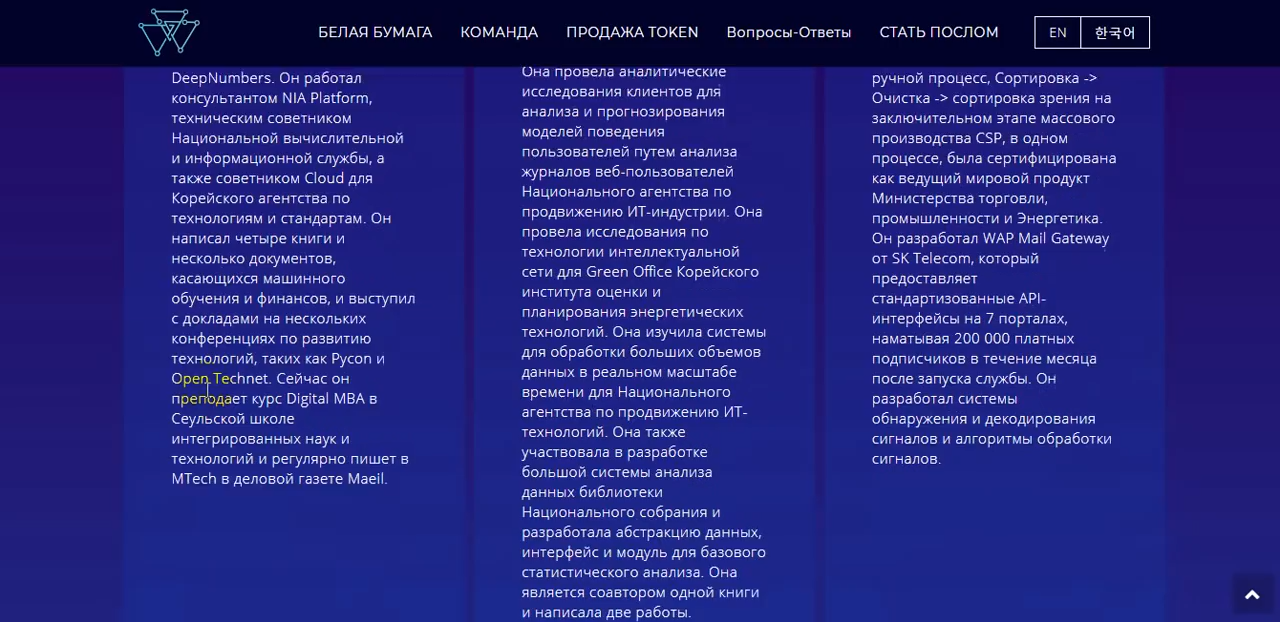 БЕЛАЯ БУМАГА
КОМАНДА
ПРОДАЖА TOKEN
Вопросы-Ответы
СТАТЬ ПОСЛОМ
EN
한국어
DeepNumbers. Он работал
консультантом NIA Platform,
техническим советником
Национальной вычислительной
и информационной службы, а
также советником Cloud для
Корейского агентства по
технологиям и стандартам. Он
написал четыре книги и
несколько документов,
касающихся машинного
обучения и финансов, и выступил
с докладами на нескольких
конференциях по развитию
технологий, таких как Pycon и
Open Technet. Сейчас он
преподает курс Digital MBA в
Сеульской школе
интегрированных наук и
технологий и регулярно пишет в
MTech в деловой газете Maeil.
Она провела аналитические
исследования клиентов для
анализа и прогнозирования
моделей поведения
пользователей путем анализа
журналов веб-пользователей
Национального агентства по
продвижению ИТ-индустрии. Она
провела исследования по
технологии интеллектуальной
сети для Green Office Корейского
института оценки и
планирования энергетических
технологий. Она изучила системы
для обработки больших объемов
данных в реальном масштабе
времени для Национального
агентства по продвижению ИТ-
технологий. Она также
участвовала в разработке
большой системы анализа
данных библиотеки
Национального собрания и
разработала абстракцию данных,
интерфейс и модуль для базового
статистического анализа. Она
является соавтором одной книги
и написала две работы.
ручной процесс, Сортировка ->
Очистка -> сортировка зрения на
заключительном этапе массового
производства CSP, в одном
процессе, была сертифицирована
как ведущий мировой продукт
Министерства торговли,
промышленности и Энергетика.
Он разработал WAP Mail Gateway
от SK Telecom, который
предоставляет
стандартизованные API-
интерфейсы на 7 порталах,
наматывая 200 000 платных
подписчиков в течение месяца
после запуска службы. Он
разработал системы
обнаружения и декодирования
сигналов и алгоритмы обработки
сигналов.